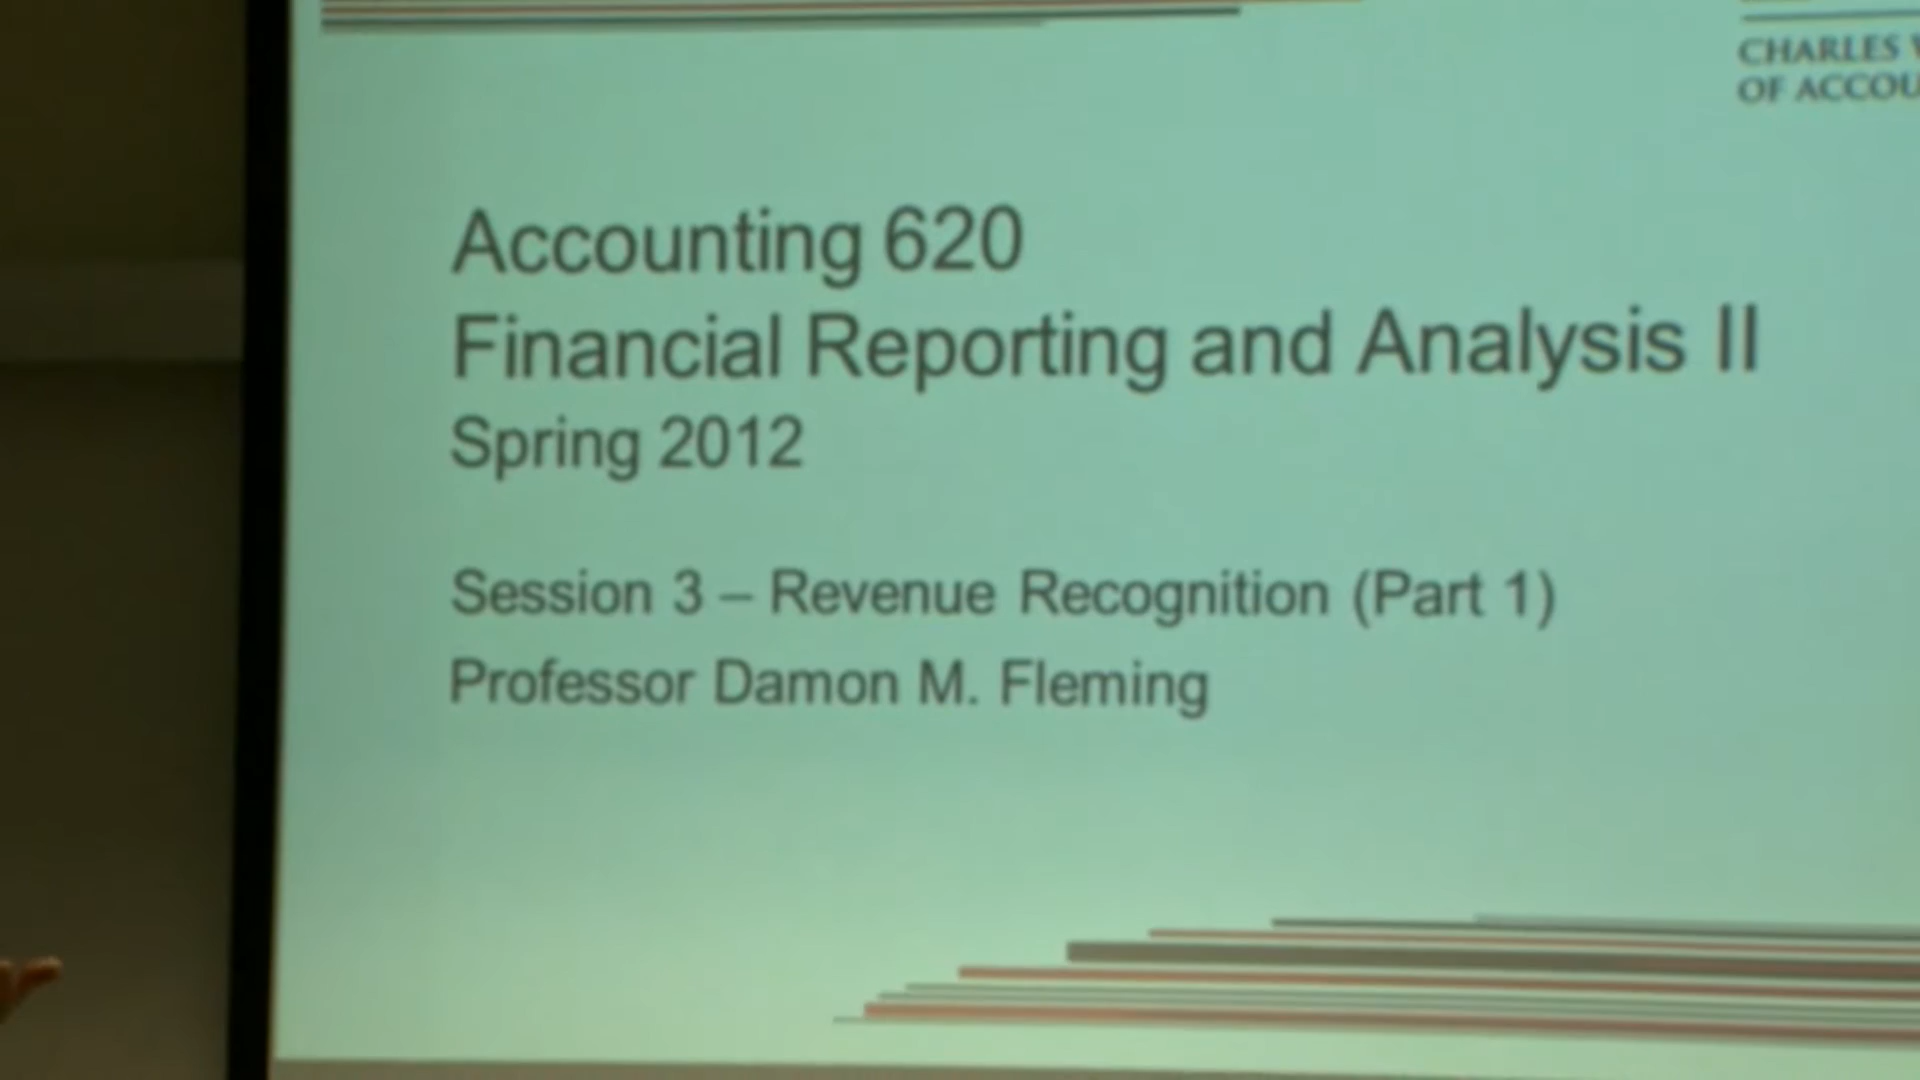 CHARLES
OF
Accounting 620
Financial Reporting and Analysis II
Spring 2012
Session 3 – Revenue Recognition (Part 1)
Professor Damon M. Fleming